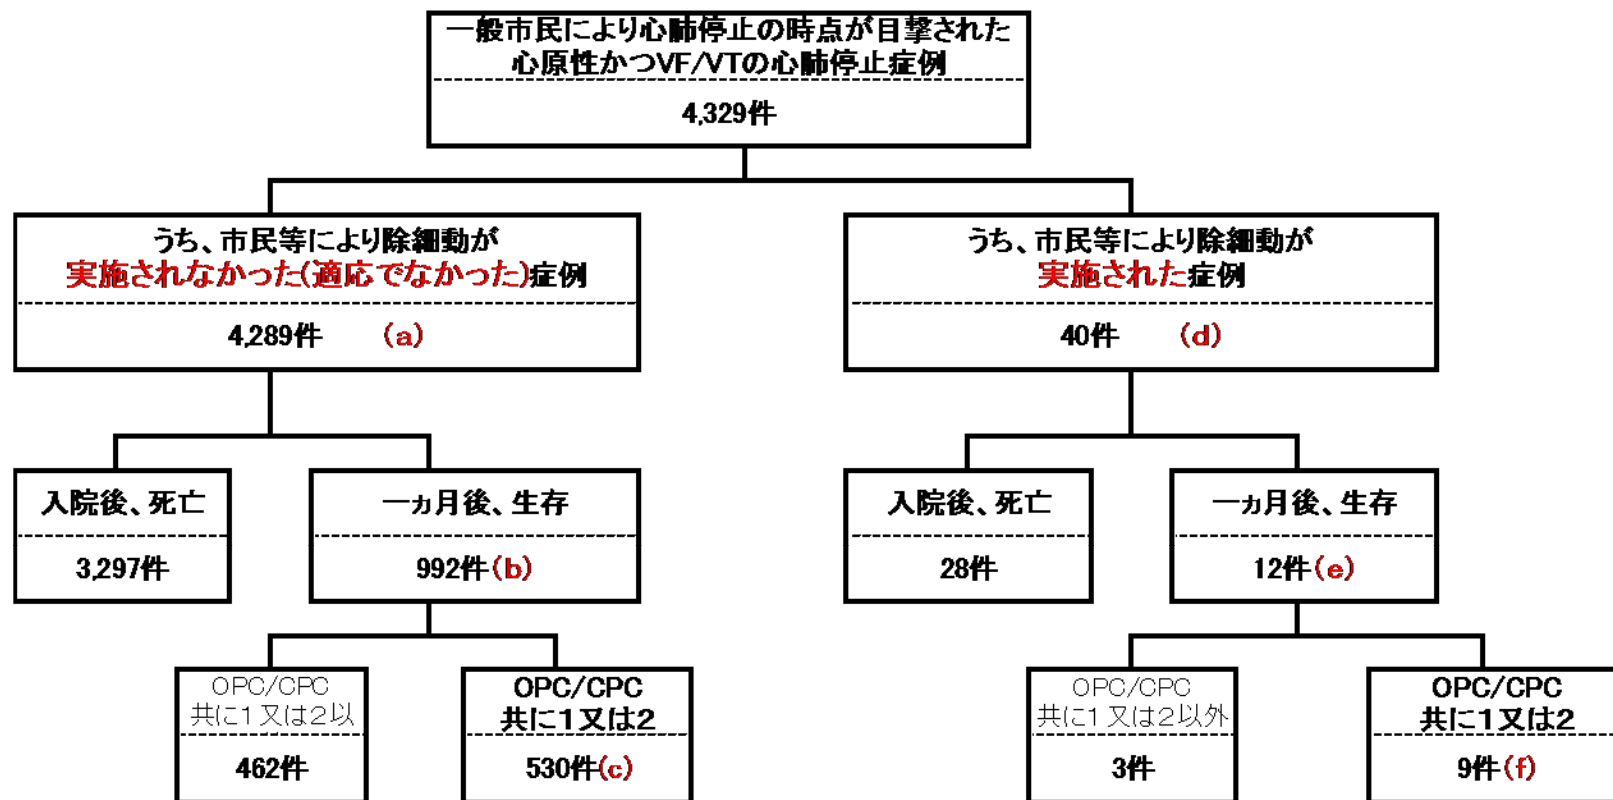 一般市民により心肺停止の時点が目撃された
心原性かつVF/VTの心肺停止症例
4,329件
うち、市民等により除細動が
実施されなかった(適応でなかった)症例
4,289件 (a)
うち、市民等により除細動が
実施された症例
40件 (d)
入院後、死亡
3,297件
一ヵ月後、生存
992件(b)
入院後、死亡
28件
一ヵ月後、生存
12件(e)
OPC/CPC
共に1又は2以
462件
OPC/CPC
共に1又は2
530件(c)
OPC/CPC
共に1又は2以外
3件
OPC/CPC
共に1又は2
9件(f)